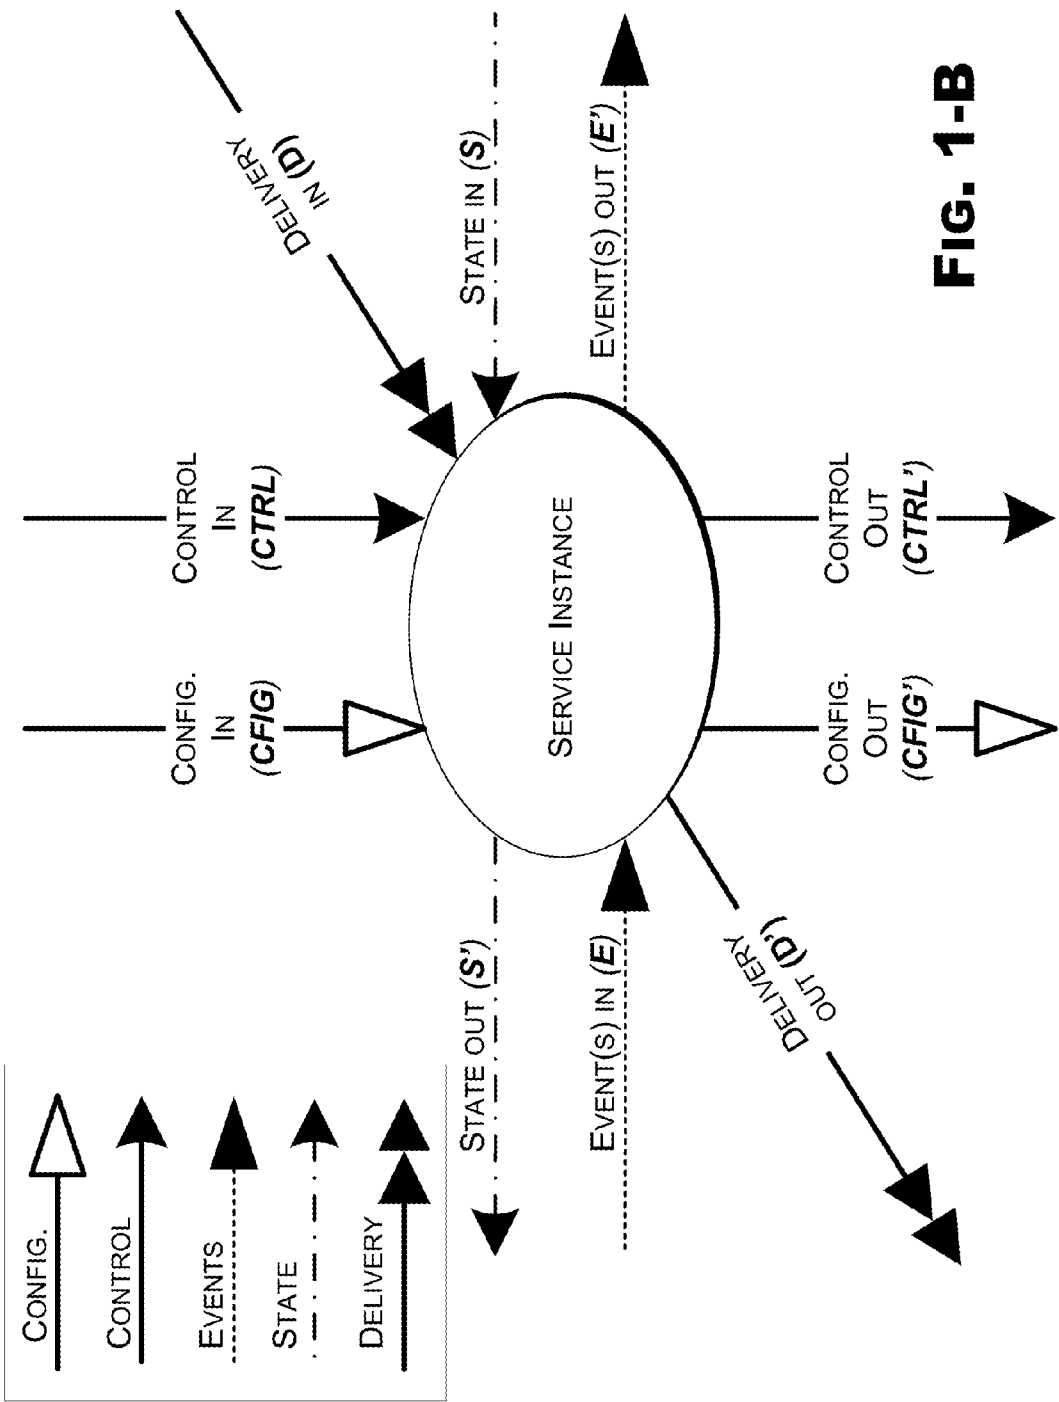 CONFIG.
CONTROL
EVENTS
STATE
DELIVERY
CONFIG.
IN
(CFIG)
CONTROL
IN
(CTRL)
DELIVERY
IN (D)
STATE OUT (S')
STATE IN (S)
SERVICE INSTANCE
EVENT(S) IN (E)
EVENT(S) OUT (E')
DELIVERY
OUT (D')
CONFIG.
OUT
(CFIG')
CONTROL
OUT
(CTRL')
FIG. 1-B